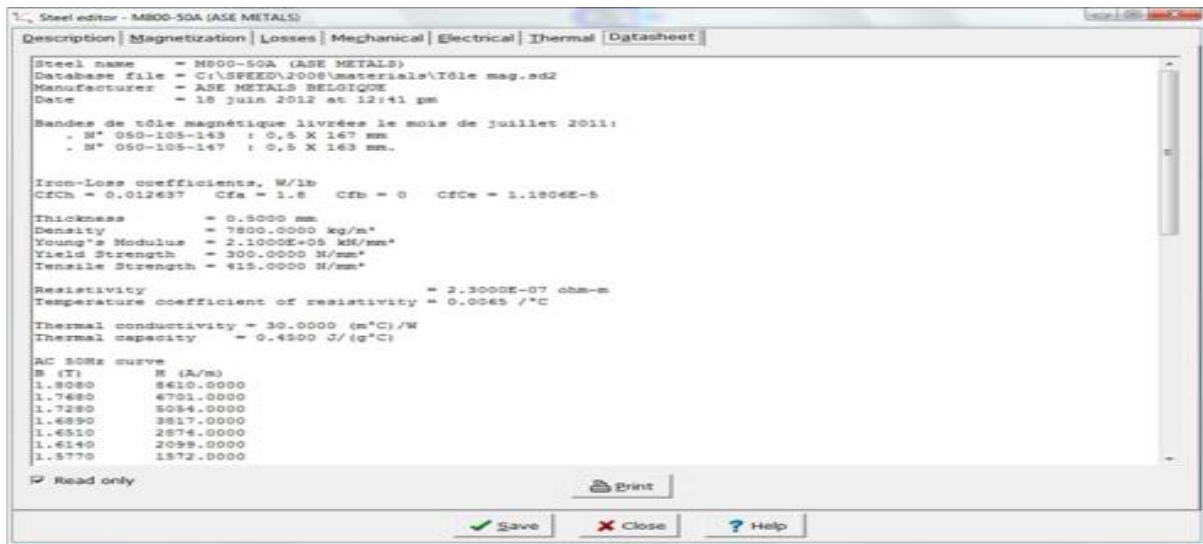 Steel editor - M800-50A (ASE METALS)
Description Magnetization Losses Mechanical Electrical Thermal Datasheet
Steel name = M800-50A (ASE METALS)
Database file = C:\SPEED\2008\materials\Tôle mag.sd2
Manufacturer = ASE METALS BELGIQUE
Date = 18 juin 2012 at 12:41 pm
Bandes de tôle magnétique livrées le mois de juillet 2011:
. N° 050-105-143 : 0,5 X 167 mm
. N° 050-105-147 : 0,5 X 163 mm.
Iron-Loss coefficients, W/lb
CfCh = 0.012637 Cfa = 1.8 Cfb = 0 CfCe = 1.1806E-5
Thickness = 0.5000 mm
Density = 7800.0000 kg/m³
Young's Modulus = 2.1000E+05 kN/mm²
Yield Strength = 300.0000 N/mm²
Tensile Strength = 415.0000 N/mm²
Resistivity = 2.3000E-07 ohm-m
Temperature coefficient of resistivity = 0.0065 /°C
Thermal conductivity = 30.0000 (m°C)/W
Thermal capacity = 0.4500 J/(g°C)
AC 50Hz curve
B (T) H (A/m)
1.8080 8610.0000
1.7680 6701.0000
1.7280 5054.0000
1.6890 3817.0000
1.6510 2874.0000
1.6140 2099.0000
1.5770 1572.0000
Read only
Print
Save Close Help